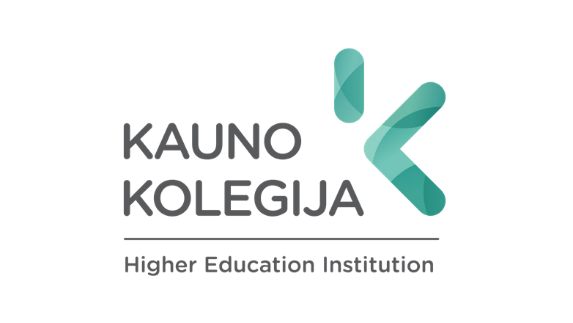 KAUNO
KOLEGIJA
Higher Education Institution